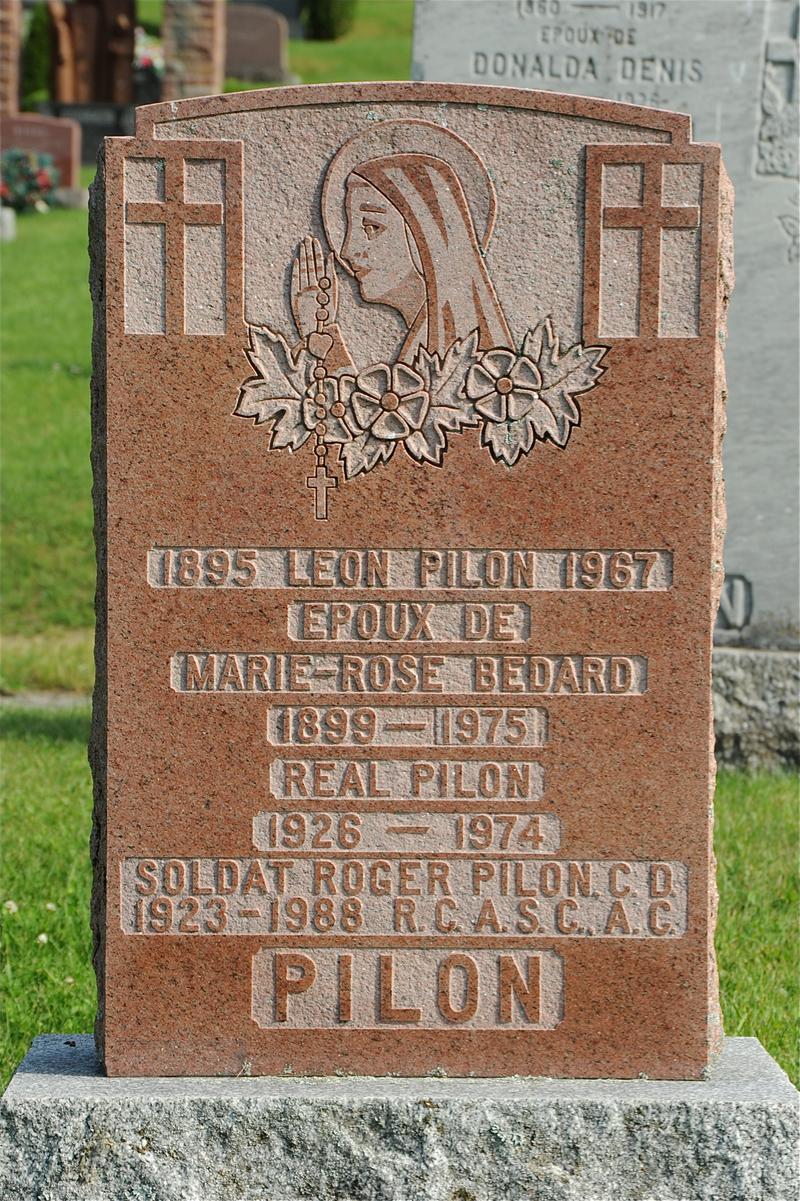 1860 — 1917
EPOUX DE
DONALDA DENIS
1895 LEON PILON 1967
EPOUX DE
MARIE-ROSE BEDARD
1899 — 1975
REAL PILON
1926 — 1974
SOLDAT ROGER PILON. C. D.
1923-1988 R. C. A. S. C., A. C.
PILON